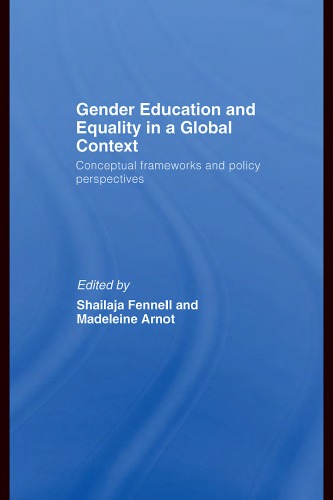 Gender Education and
Equality in a Global
Context
Conceptual frameworks and policy
perspectives
Edited by
Shailaja Fennell and
Madeleine Arnot